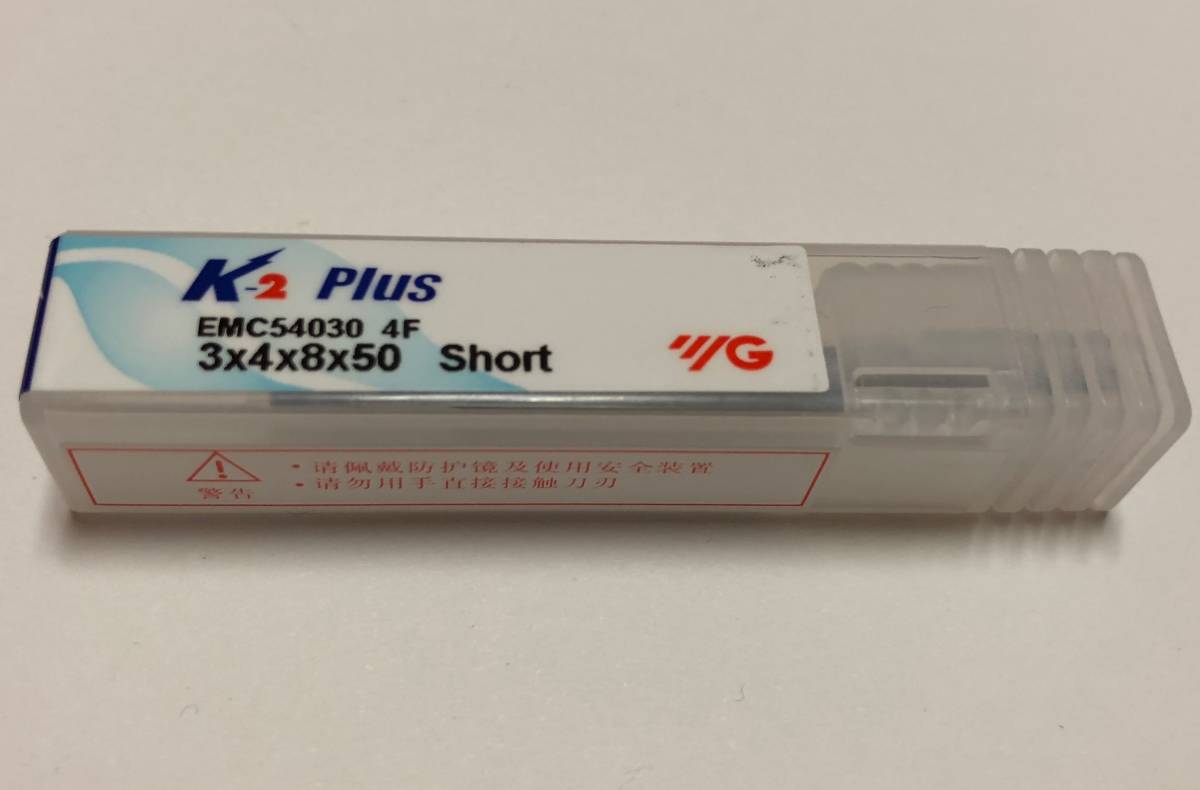 K-2 Plus
EMC54030 4F
3x4x8x50 Short
YG
警告
• 请佩戴防护镜及使用安全装置
• 请勿用手直接接触刀刃